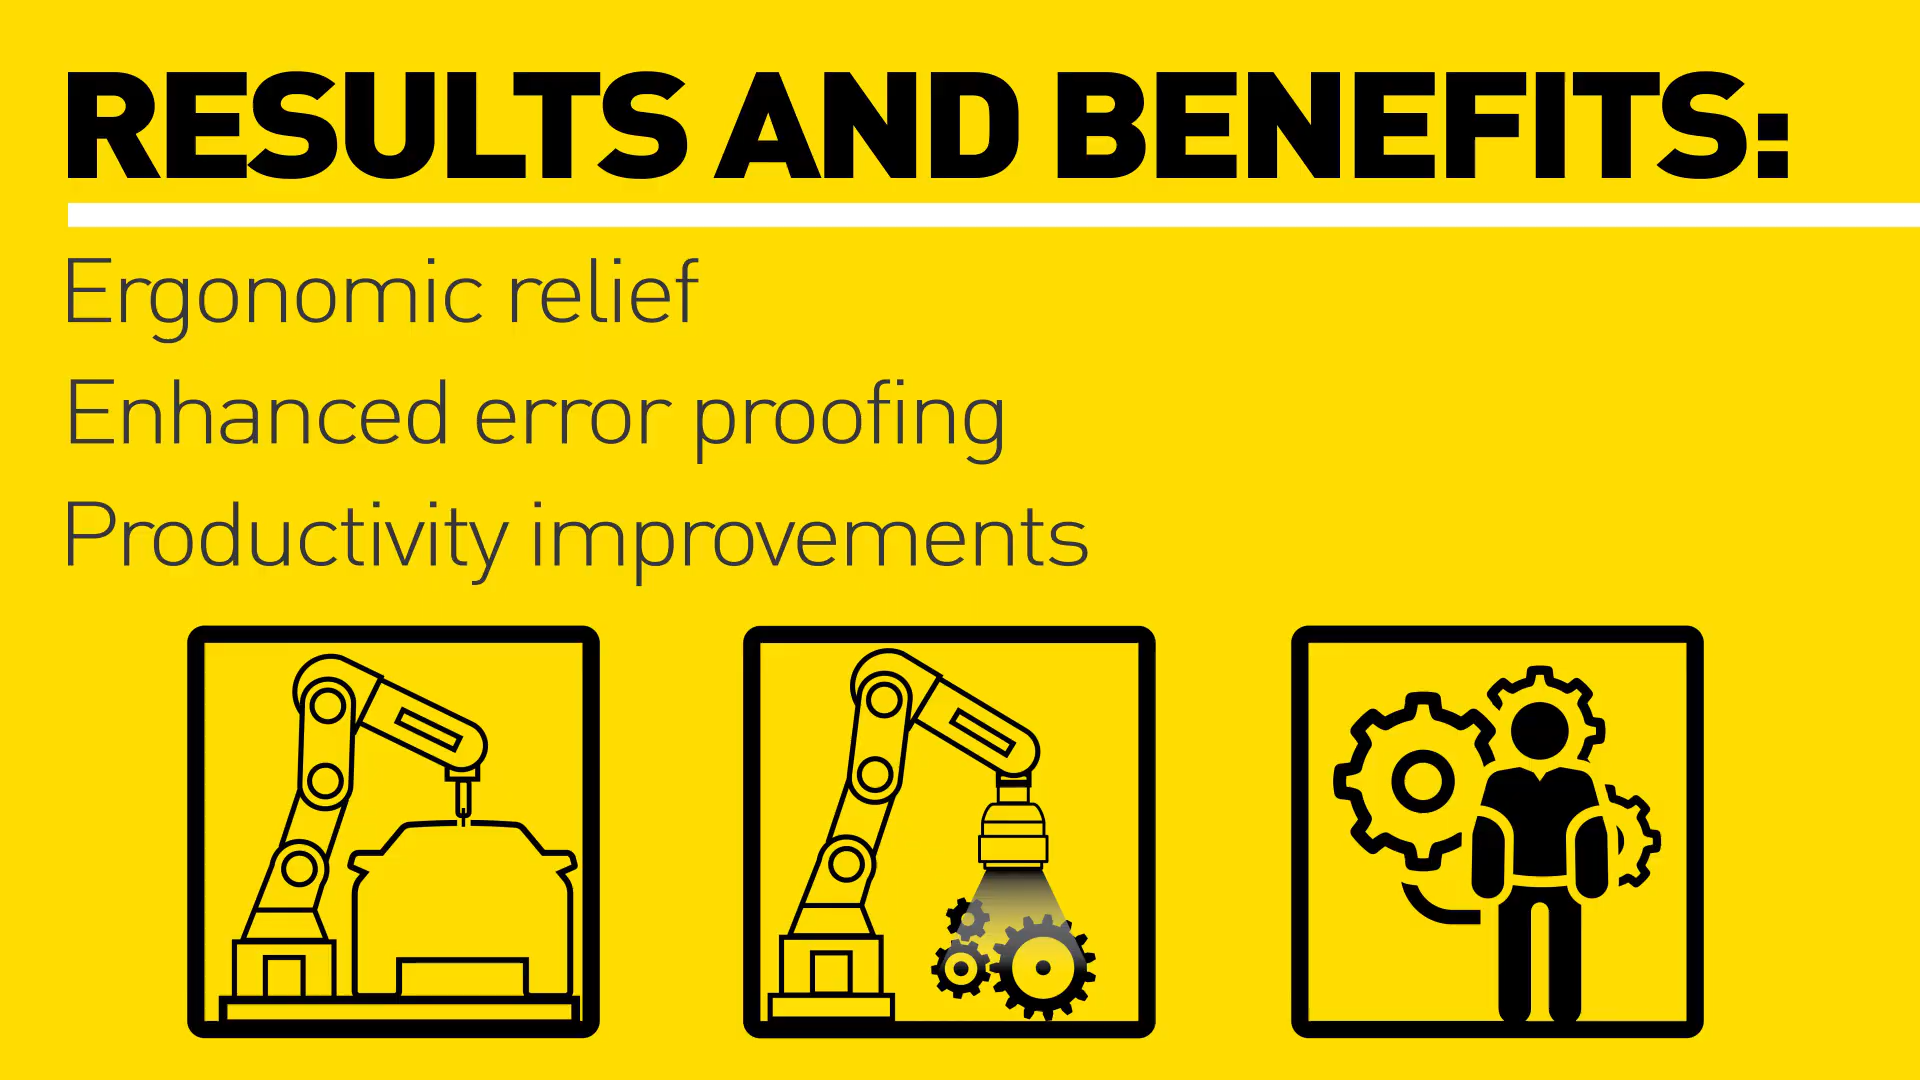 RESULTS AND BENEFITS:
Ergonomic relief
Enhanced error proofing
Productivity improvements